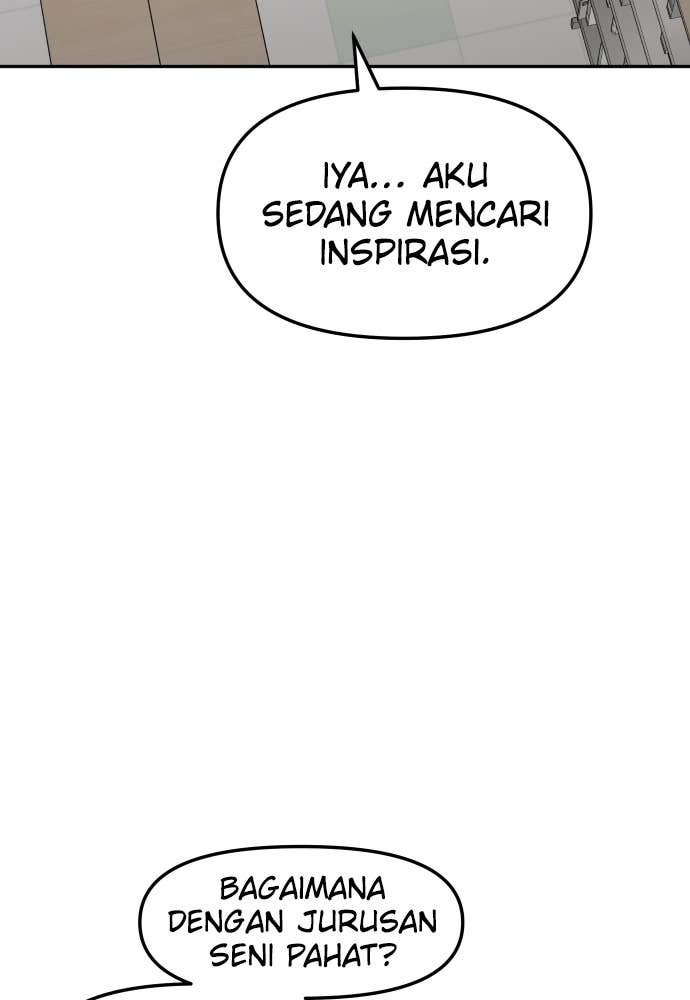 IYA... AKU
SEDANG MENCARI
INSPIRASI.
BAGAIMANA
DENGAN JURUSAN
SENI PAHAT?